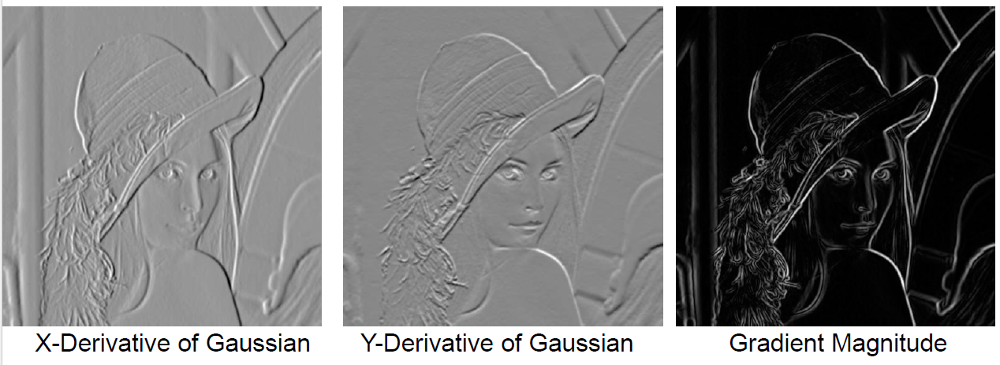 X-Derivative of Gaussian
Y-Derivative of Gaussian
Gradient Magnitude